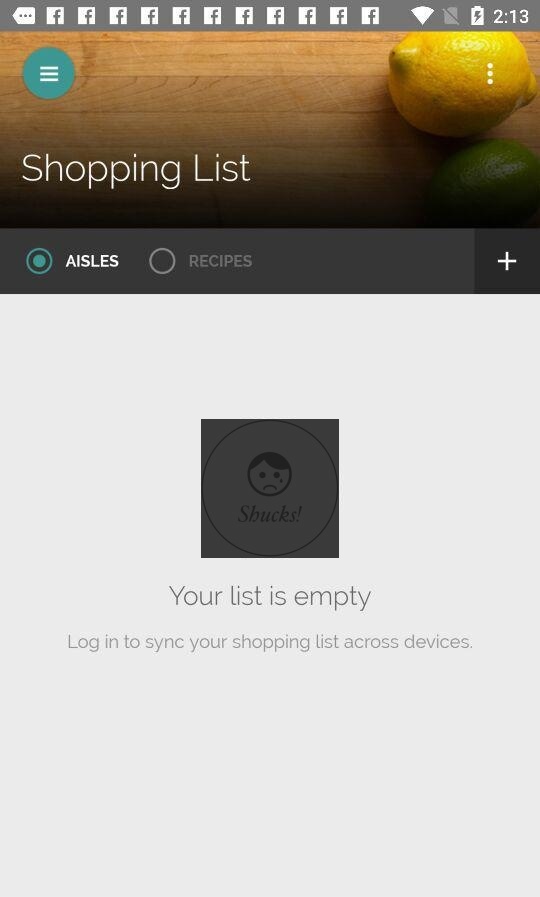 2:13
Shopping List
AISLES RECIPES
Shucks!
Your list is empty
Log in to sync your shopping list across devices.